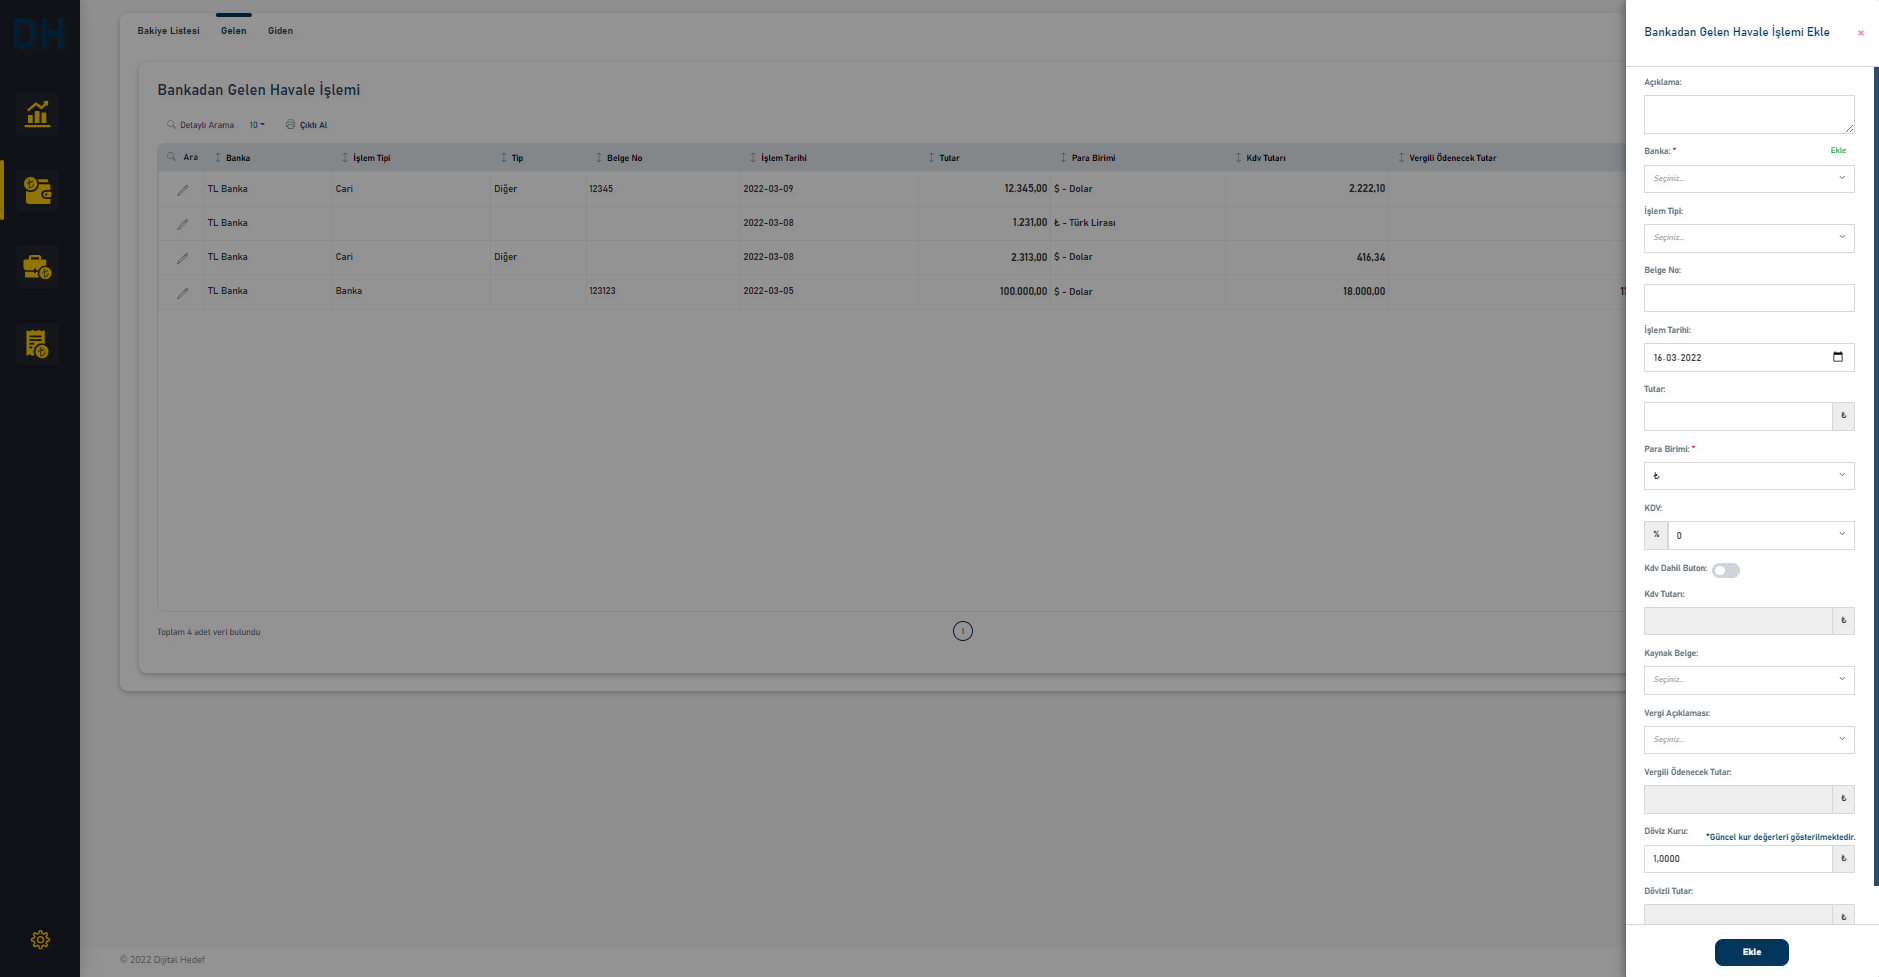 DH
Bakiye Listesi Gelen Giden
Bankadan Gelen Havale İşlemi
Detaylı Arama 10 Çıktı Al
Ara Banka İşlem Tipi Tip Belge No İşlem Tarihi Tutar Para Birimi Kdv Tutarı Vergili Ödenecek Tutar
TL Banka Cari Diğer 12345 2022-03-09 12.345,00 $ - Dolar 2.222,10
TL Banka 2022-03-08 1.231,00 ₺ - Türk Lirası
TL Banka Cari Diğer 2022-03-08 2.313,00 $ - Dolar 416,34
TL Banka Banka 123123 2022-03-05 100.000,00 $ - Dolar 18.000,00 11
Toplam 4 adet veri bulundu
1
© 2022 Dijital Hedef
Bankadan Gelen Havale İşlemi Ekle
Açıklama:
Banka: * Ekle
Seçiniz...
İşlem Tipi:
Seçiniz...
Belge No:
İşlem Tarihi:
16.03.2022
Tutar:
₺
Para Birimi: *
₺
KDV:
% 0
Kdv Dahil Buton:
Kdv Tutarı:
₺
Kaynak Belge:
Seçiniz...
Vergi Açıklaması:
Seçiniz...
Vergili Ödenecek Tutar:
₺
Döviz Kuru: *Güncel kur değerleri gösterilmektedir.
1,0000 ₺
Dövizli Tutar:
₺
Ekle